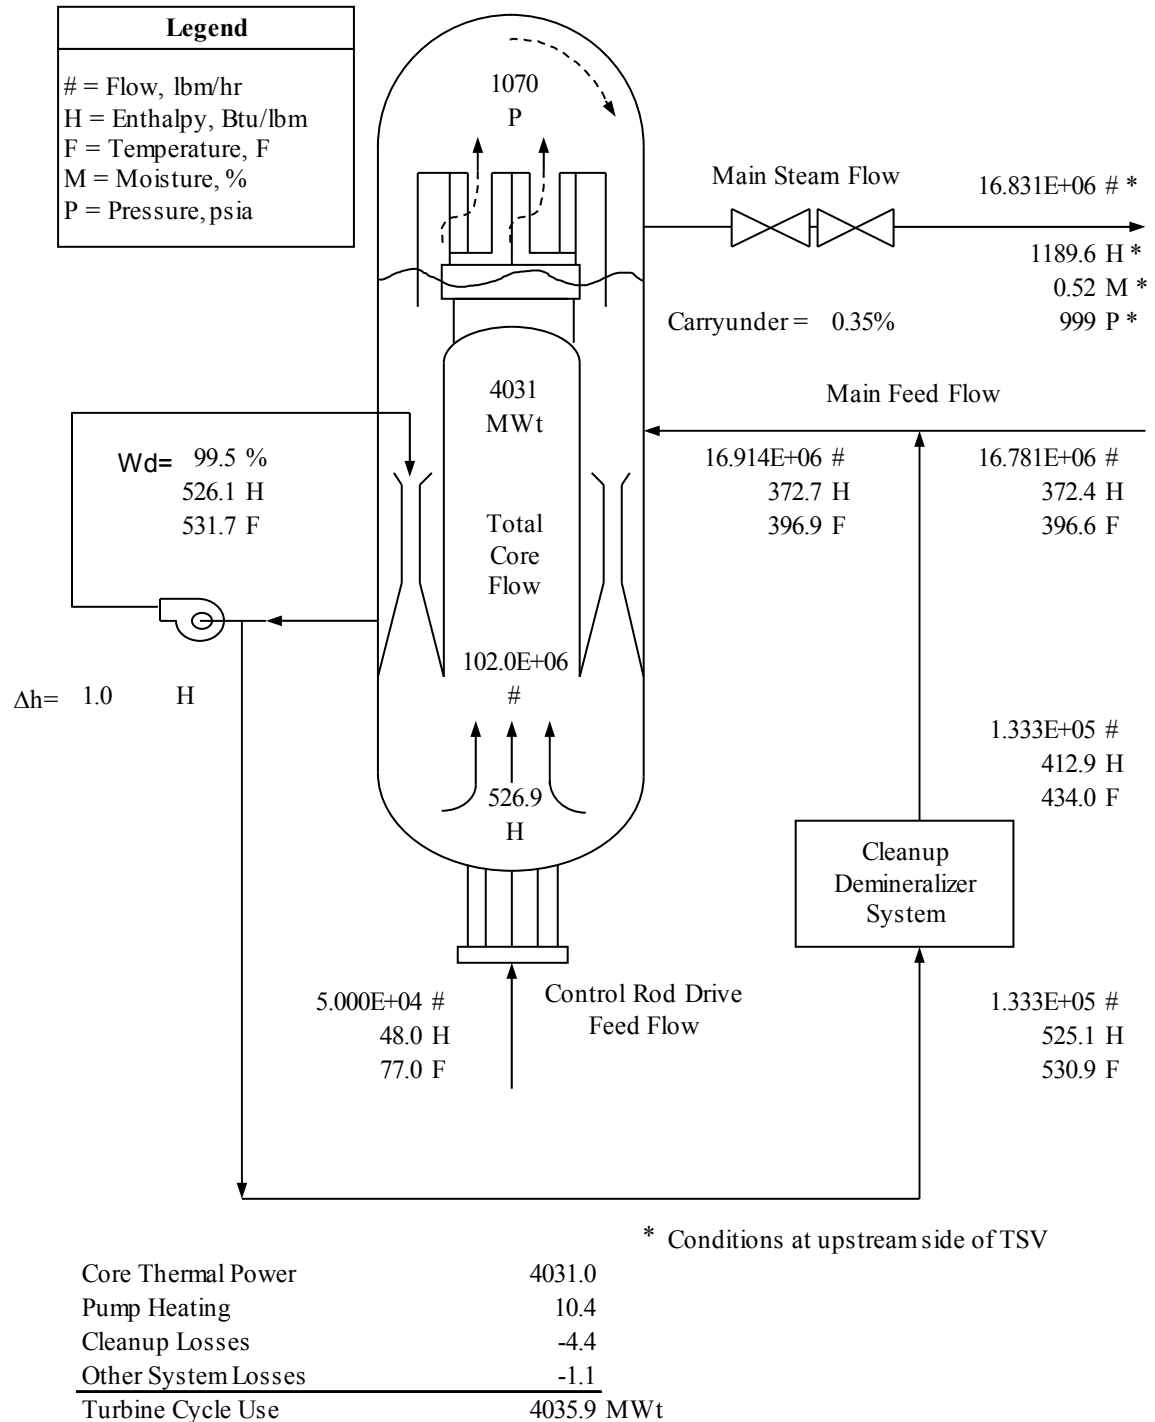 Legend
# = Flow, lbm/hr
H = Enthalpy, Btu/lbm
F = Temperature, F
M = Moisture, %
P = Pressure, psia
1070
P
Main Steam Flow
16.831E+06 # *
1189.6 H *
0.52 M *
999 P *
Carryunder = 0.35%
4031
MWt
Main Feed Flow
Wd= 99.5 %
526.1 H
531.7 F
16.914E+06 #
372.7 H
396.9 F
16.781E+06 #
372.4 H
396.6 F
Total
Core
Flow
102.0E+06
#
Δh= 1.0 H
1.333E+05 #
412.9 H
434.0 F
526.9
H
Cleanup
Demineralizer
System
5.000E+04 #
48.0 H
77.0 F
Control Rod Drive
Feed Flow
1.333E+05 #
525.1 H
530.9 F
* Conditions at upstream side of TSV
Core Thermal Power 4031.0
Pump Heating 10.4
Cleanup Losses -4.4
Other System Losses -1.1
Turbine Cycle Use 4035.9 MWt